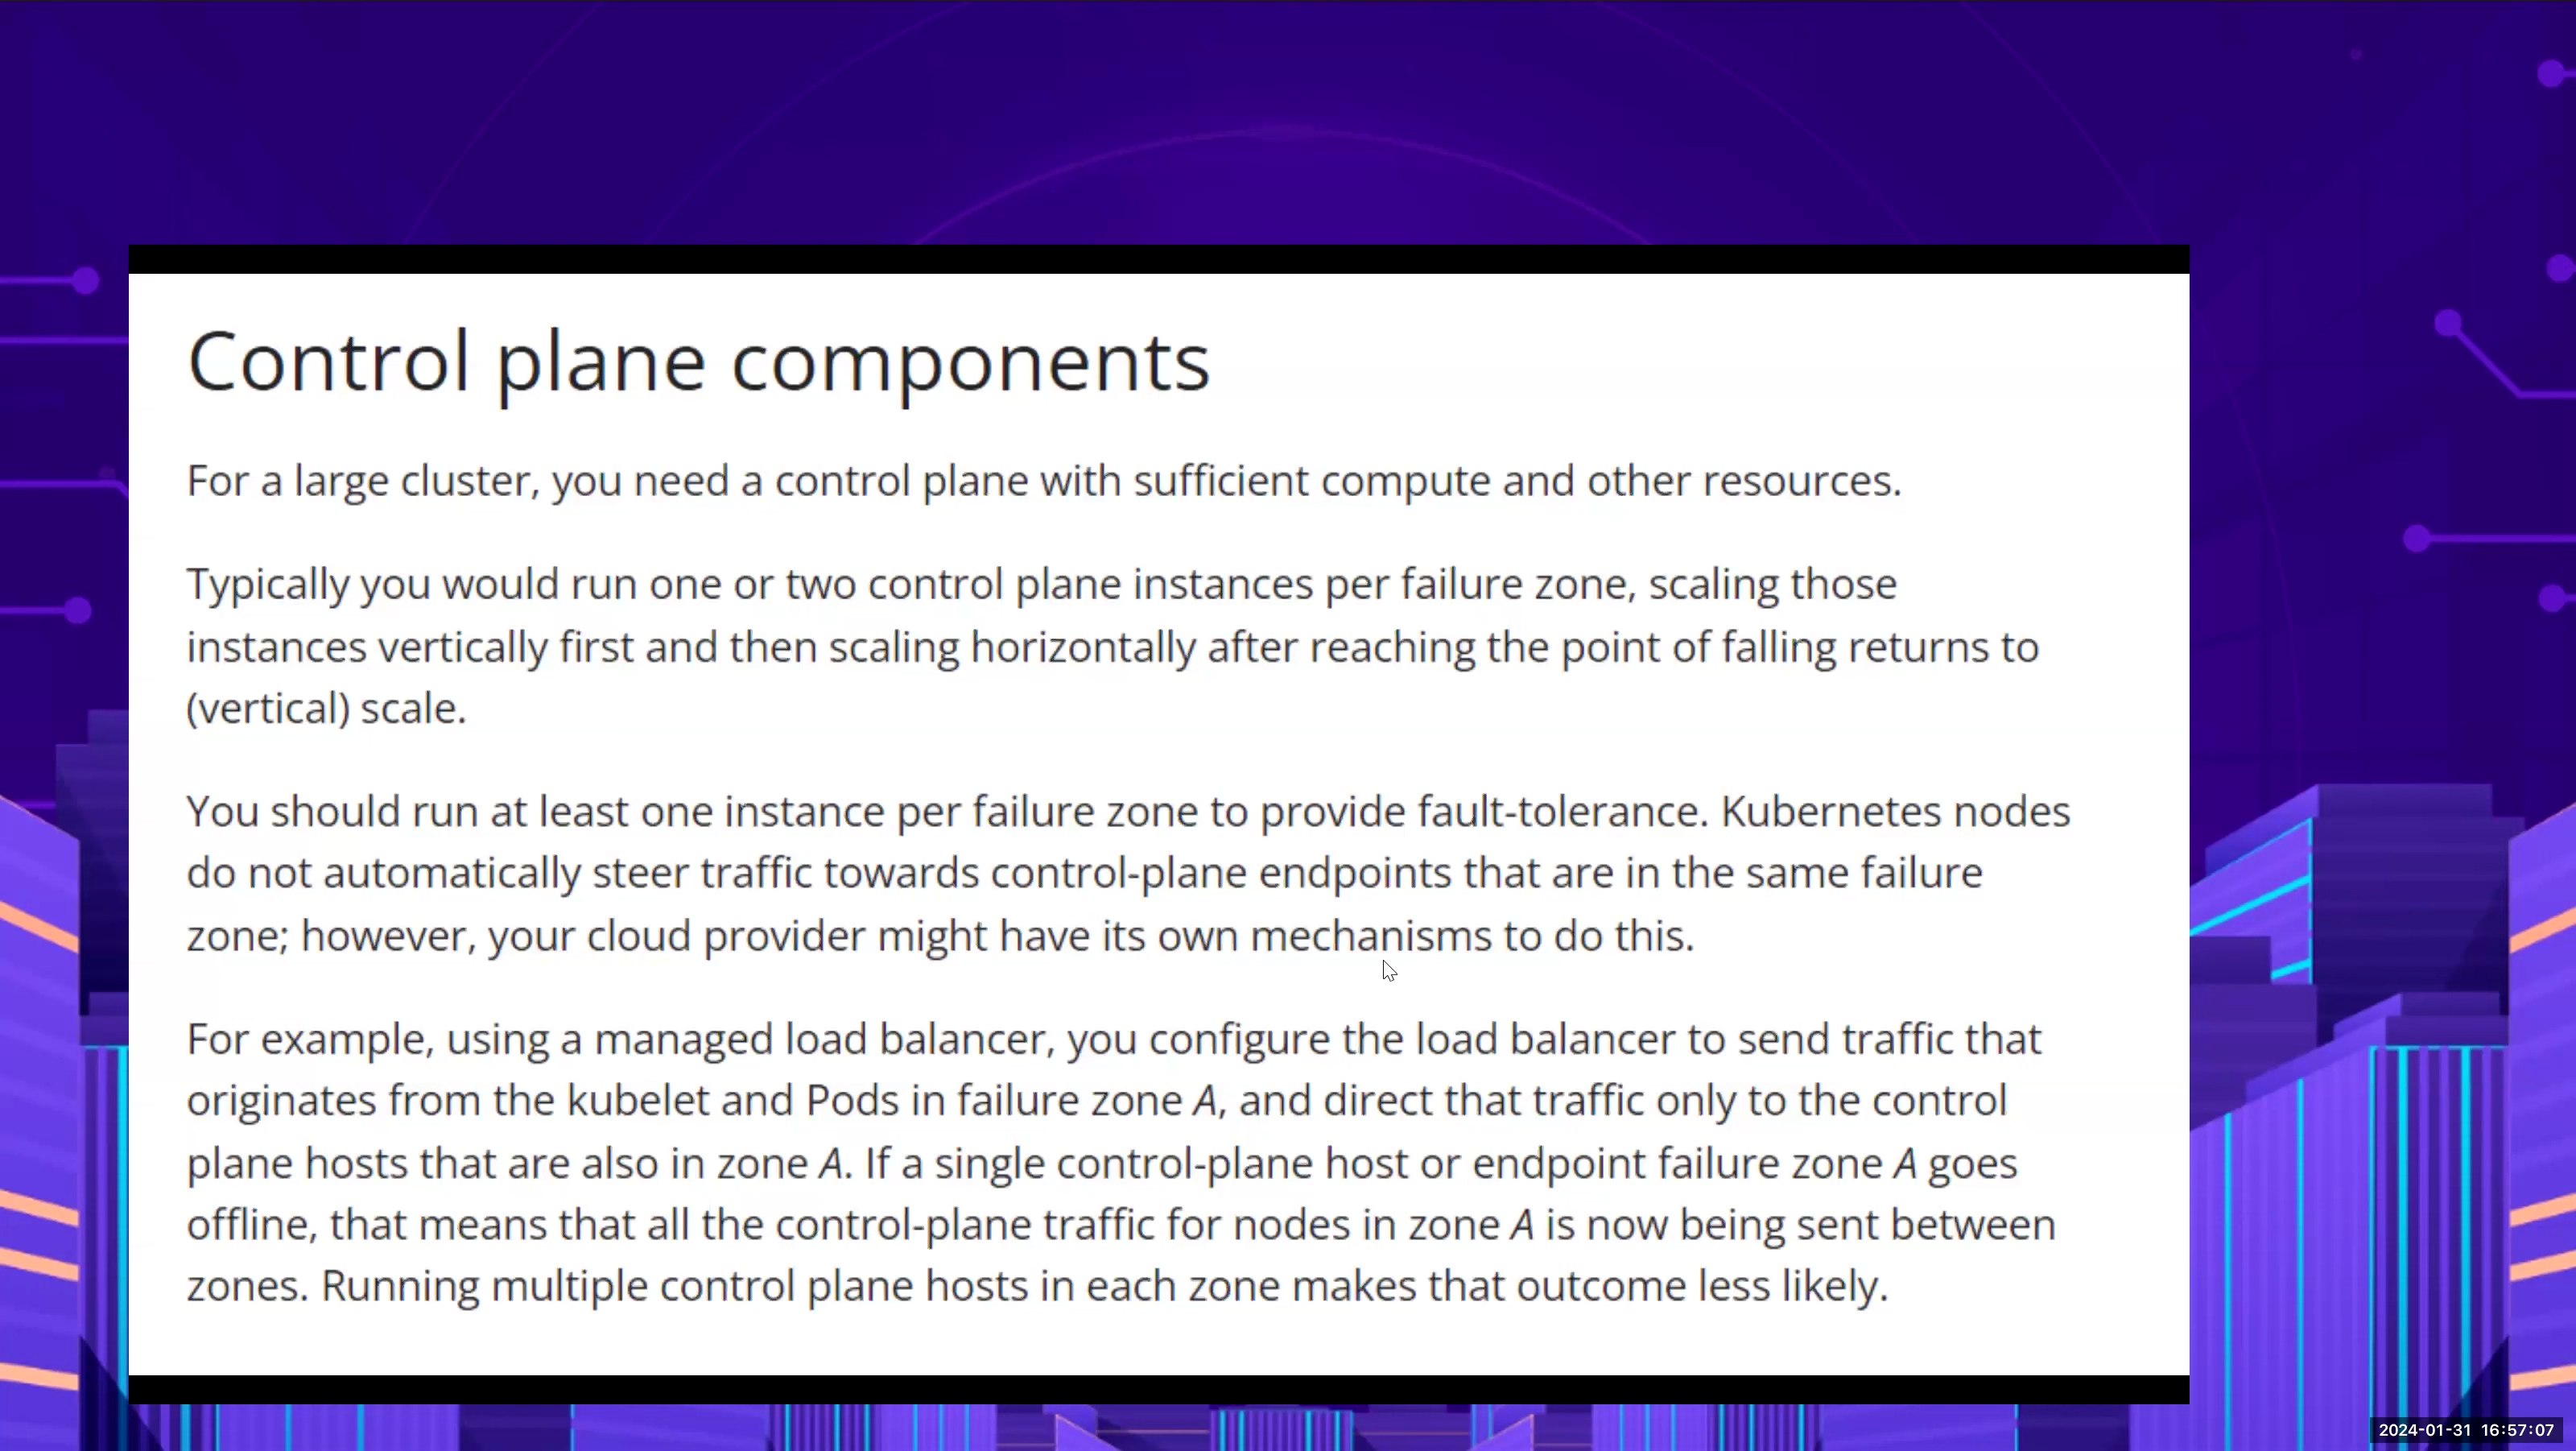 Control plane components
For a large cluster, you need a control plane with sufficient compute and other resources.
Typically you would run one or two control plane instances per failure zone, scaling those
instances vertically first and then scaling horizontally after reaching the point of falling returns to
(vertical) scale.
You should run at least one instance per failure zone to provide fault-tolerance. Kubernetes nodes
do not automatically steer traffic towards control-plane endpoints that are in the same failure
zone; however, your cloud provider might have its own mechanisms to do this.
For example, using a managed load balancer, you configure the load balancer to send traffic that
originates from the kubelet and Pods in failure zone A, and direct that traffic only to the control
plane hosts that are also in zone A. If a single control-plane host or endpoint failure zone A goes
offline, that means that all the control-plane traffic for nodes in zone A is now being sent between
zones. Running multiple control plane hosts in each zone makes that outcome less likely.
2024-01-31 16:57:07